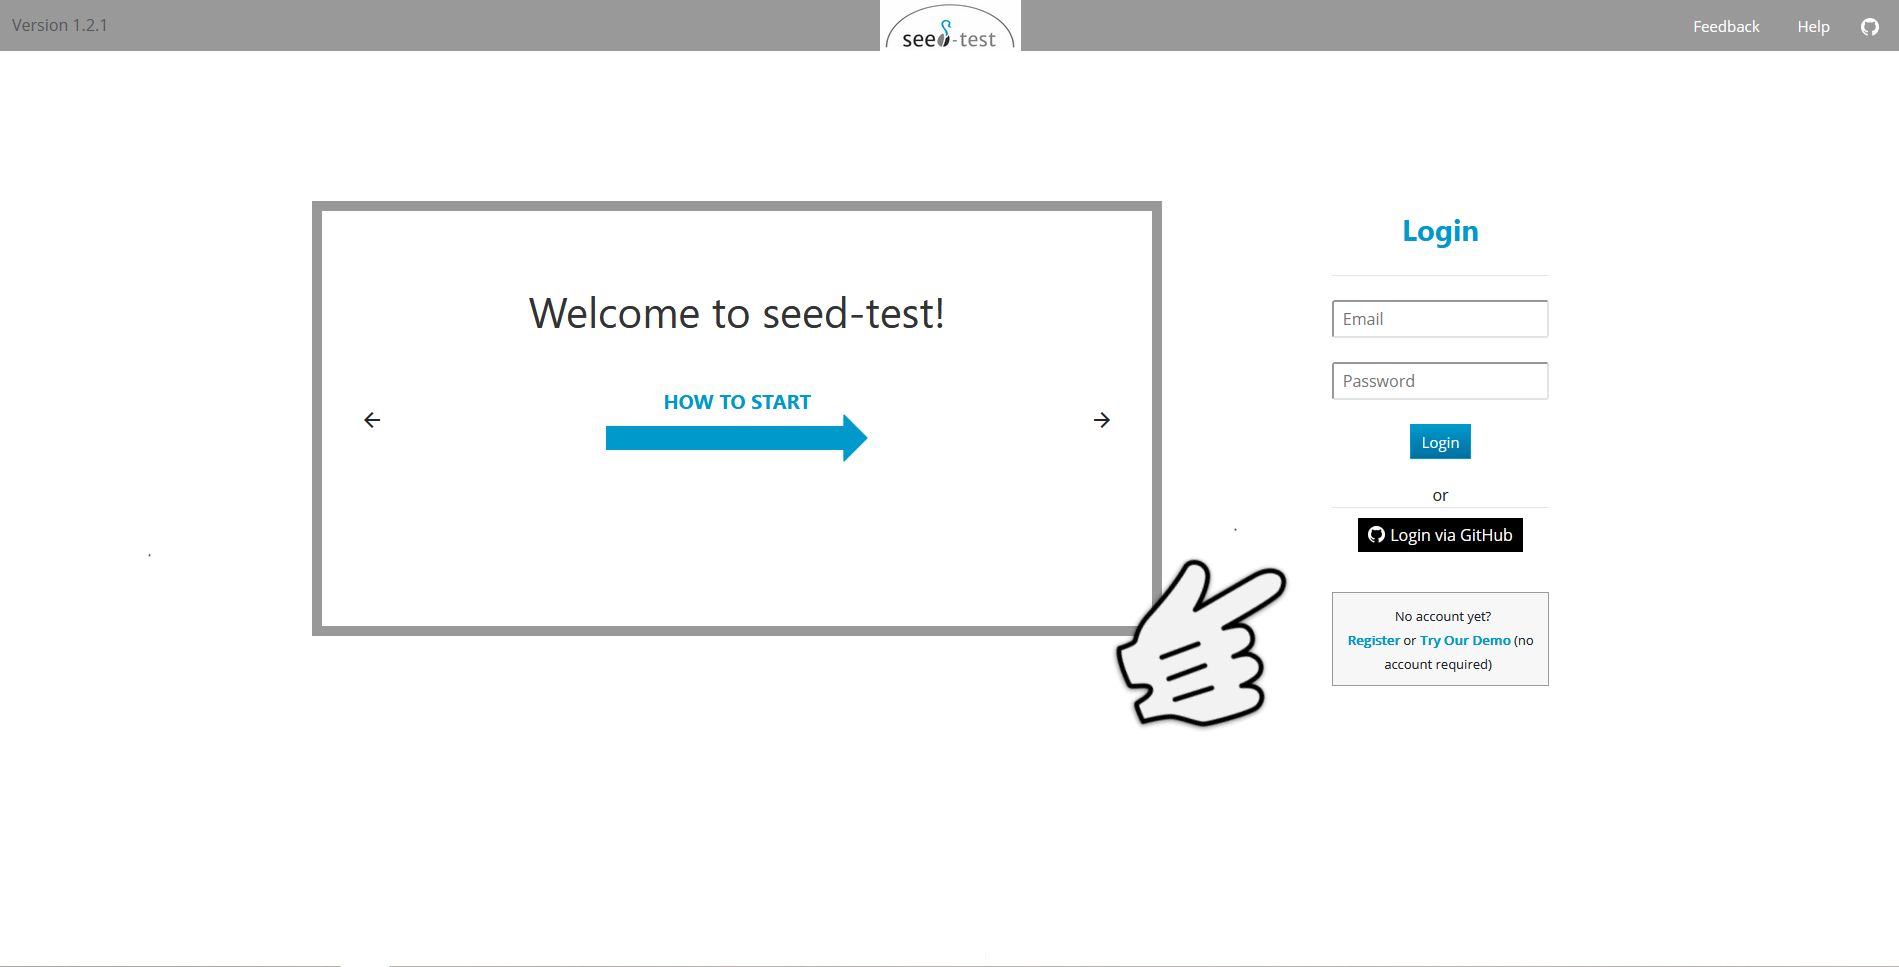 Version 1.2.1
seed-test
Feedback
Help
Welcome to seed-test!
HOW TO START
Login
Email
Password
Login
or
Login via GitHub
No account yet?
Register or Try Our Demo (no
account required)